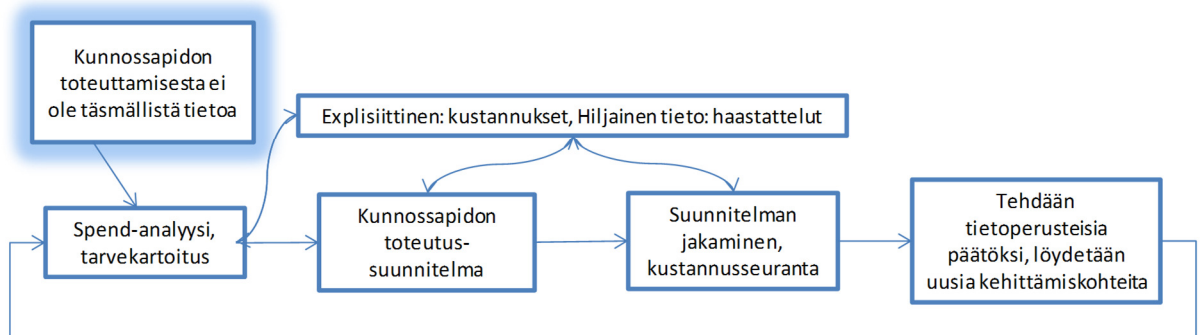 Kunnossapidon
toteuttamisesta ei
ole täsmällistä tietoa
Explisiittinen: kustannukset, Hiljainen tieto: haastattelut
Spend-analyysi,
tarvekartoitus
Kunnossapidon
toteutus-
suunnitelma
Suunnitelman
jakaminen,
kustannusseuranta
Tehdään
tietoperusteisia
päätöksi, löydetään
uusia kehittämiskohteita